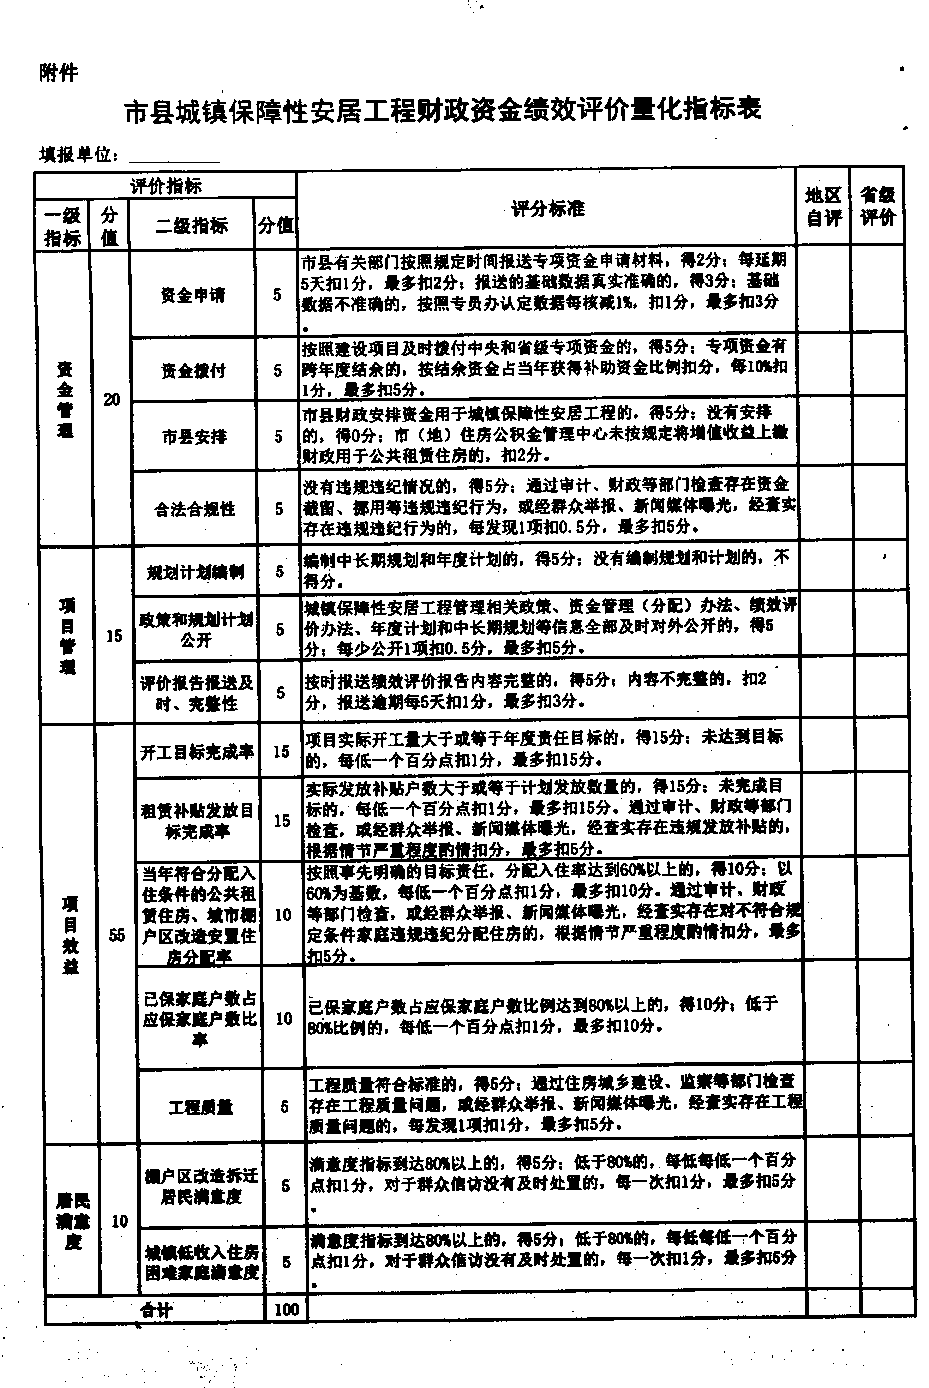 附件
市县城镇保障性安居工程财政资金绩效评价量化指标表
填报单位：
评价指标
评分标准
地区
自评
省级
评价
一级
指标
分
值
二级指标
分值
资
金
管
理
20
资金申请
5
市县有关部门按照规定时间报送专项资金申请材料，得2分；每延期
5天扣1分，最多扣2分；报送的基础数据真实准确的，得3分；基础
数据不准确的，按照专员办认定数据每核减1%，扣1分，最多扣3分
。
资金拨付
5
按照建设项目及时拨付中央和省级专项资金的，得5分；专项资金有
跨年度结余的，按结余资金占当年获得补助资金比例扣分，每10%扣
1分，最多扣5分。
市县安排
5
市县财政安排资金用于城镇保障性安居工程的，得5分；没有安排
的，得0分；市（地）住房公积金管理中心未按规定将增值收益上缴
财政用于公共租赁住房的，扣2分。
合法合规性
5
没有违规违纪情况的，得5分；通过审计、财政等部门检查存在资金
截留、挪用等违规违纪行为，或经群众举报、新闻媒体曝光，经查实
存在违规违纪行为的，每发现1项扣0.5分，最多扣5分。
项
目
管
理
15
规划计划编制
5
编制中长期规划和年度计划的，得5分；没有编制规划和计划的，不
得分。
政策和规划计划
公开
5
城镇保障性安居工程管理相关政策、资金管理（分配）办法、绩效评
价办法、年度计划和中长期规划等信息全部及时对外公开的，得5
分；每少公开1项扣0.5分，最多扣5分。
评价报告报送及
时、完整性
5
按时报送绩效评价报告内容完整的，得5分；内容不完整的，扣2
分，报送逾期每5天扣1分，最多扣3分。
项
目
效
益
55
开工目标完成率
15
项目实际开工量大于或等于年度责任目标的，得15分；未达到目标
的，每低一个百分点扣1分，最多扣15分。
租赁补贴发放目
标完成率
15
实际发放补贴户数大于或等于计划发放数量的，得15分；未完成目
标的，每低一个百分点扣1分，最多扣15分。通过审计、财政等部门
检查，或经群众举报、新闻媒体曝光，经查实存在违规发放补贴的，
根据情节严重程度酌情扣分，最多扣5分。
当年符合分配入
住条件的公共租
赁住房、城市棚
户区改造安置住
房分配率
10
按照事先明确的目标责任，分配入住率达到60%以上的，得10分；以
60%为基数，每低一个百分点扣1分，最多扣10分。通过审计、财政
等部门检查，或经群众举报、新闻媒体曝光，经查实存在对不符合规
定条件家庭违规违纪分配住房的，根据情节严重程度酌情扣分，最多
扣5分。
已保家庭户数占
应保家庭户数比
率
10
已保家庭户数占应保家庭户数比例达到80%以上的，得10分；低于
80%比例的，每低一个百分点扣1分，最多扣10分。
工程质量
5
工程质量符合标准的，得5分；通过住房城乡建设、监察等部门检查
存在工程质量问题，或经群众举报、新闻媒体曝光，经查实存在工程
质量问题的，每发现1项扣1分，最多扣5分。
居民
满意
度
10
棚户区改造拆迁
居民满意度
5
满意度指标到达80%以上的，得5分；低于80%的，每低每低一个百分
点扣1分，对于群众信访没有及时处置的，每一次扣1分，最多扣5分
。
城镇低收入住房
困难家庭满意度
5
满意度指标到达80%以上的，得5分；低于80%的，每低每低一个百分
点扣1分，对于群众信访没有及时处置的，每一次扣1分，最多扣5分
。
合计
100